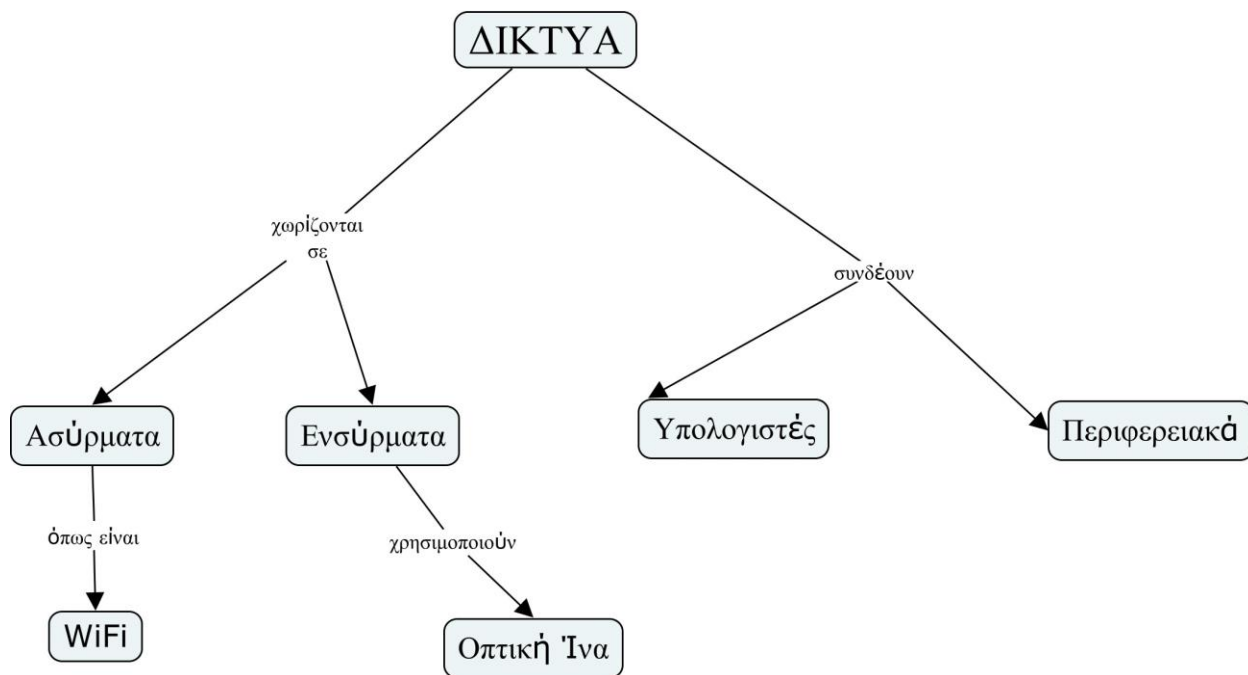 ΔΙΚΤΥΑ
χωρίζονται
σε
συνδέουν
Ασύρματα
Ενσύρματα
Υπολογιστές
Περιφερειακά
όπως είναι
χρησιμοποιούν
WiFi
Οπτική Ίνα